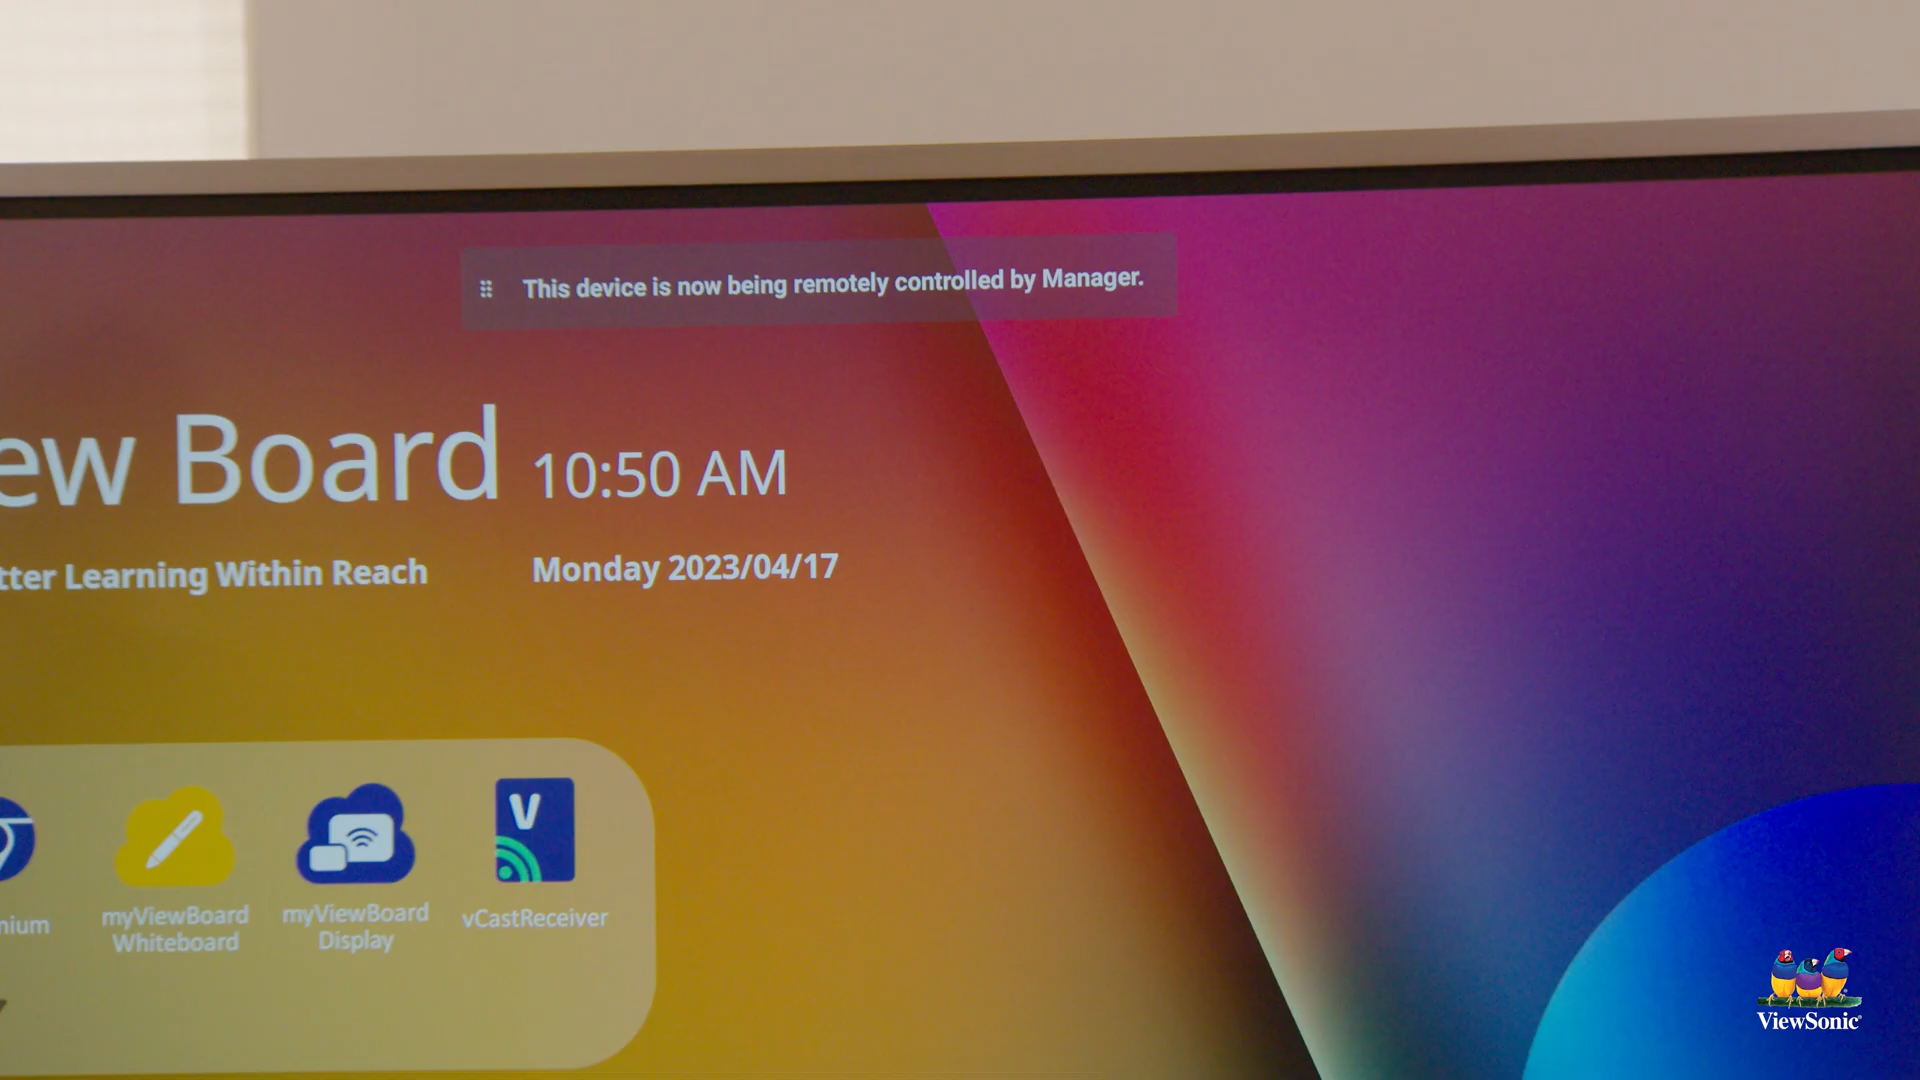 This device is now being remotely controlled by Manager.
ew Board
10:50 AM
tter Learning Within Reach
Monday 2023/04/17
V
nium
myViewBoard
Whiteboard
myViewBoard
Display
vCastReceiver
ViewSonic